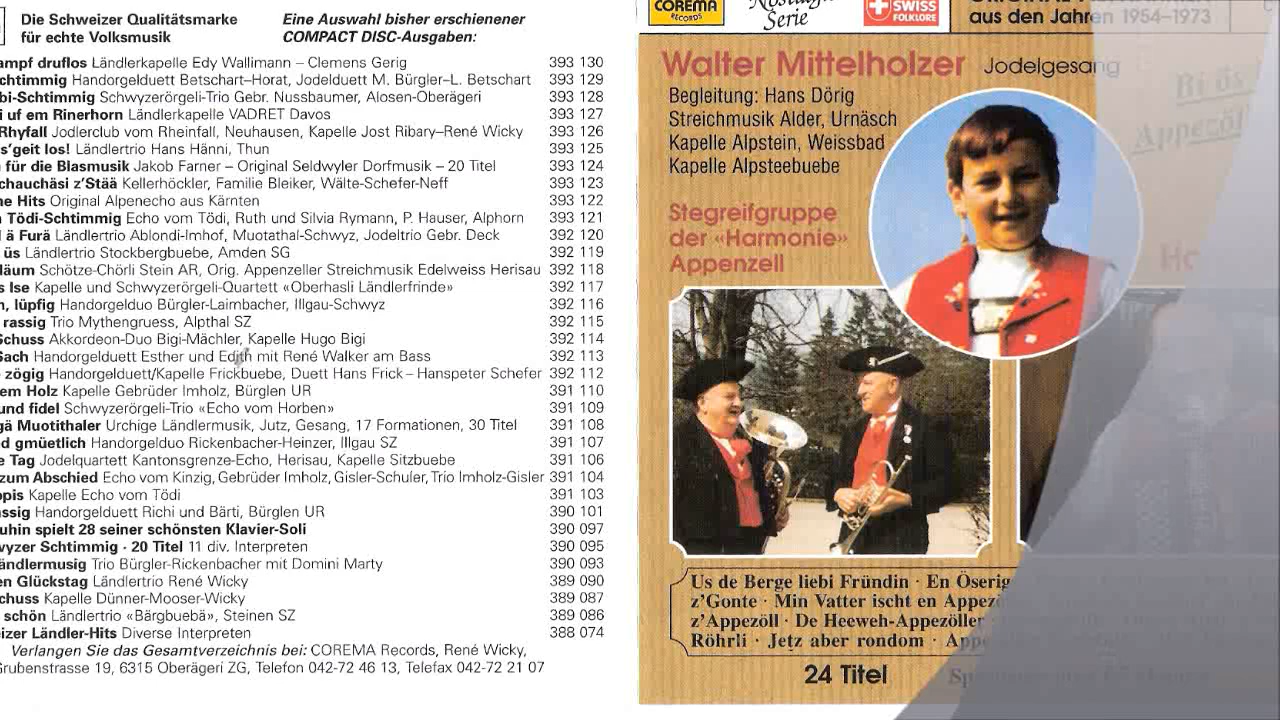 Die Schweizer Qualitätsmarke
für echte Volksmusik
Eine Auswahl bisher erschienener
COMPACT DISC-Ausgaben:
ampf druflos Ländlerkapelle Edy Wallimann – Clemens Gerig 393 130
chtimmig Handorgelduett Betschart–Horat, Jodelduett M. Bürgler–L. Betschart 393 129
bi-Schtimmig Schwyzerörgeli-Trio Gebr. Nussbaumer, Alosen-Oberägeri 393 128
i uf em Rinerhorn Ländlerkapelle VADRET Davos 393 127
Rhyfall Jodlerclub vom Rheinfall, Neuhausen, Kapelle Jost Ribary–René Wicky 393 126
s'geit los! Ländlertrio Hans Hänni, Thun 393 125
für die Blasmusik Jakob Farner – Original Seldwyler Dorfmusik – 20 Titel 393 124
chauchäsi z'Stää Kellerhöckler, Familie Bleiker, Wälte-Schefer-Neff 393 123
ne Hits Original Alpenecho aus Kärnten 393 122
Tödi-Schtimmig Echo vom Tödi, Ruth und Silvia Rymann, P. Hauser, Alphorn 393 121
ä Furä Ländlertrio Ablondi-Imhof, Muotathal-Schwyz, Jodeltrio Gebr. Deck 392 120
üs Ländlertrio Stockbergbuebe, Amden SG 392 119
läum Schötze-Chörli Stein AR, Orig. Appenzeller Streichmusik Edelweiss Herisau 392 118
s Ise Kapelle und Schwyzerörgeli-Quartett «Oberhasli Ländlerfrinde» 392 117
n, lüpfig Handorgelduo Bürgler-Laimbacher, Illgau-Schwyz 392 116
rassig Trio Mythengruess, Alpthal SZ 392 115
Schuss Akkordeon-Duo Bigi-Mächler, Kapelle Hugo Bigi 392 114
Sach Handorgelduett Esther und Edith mit René Walker am Bass 392 113
zögig Handorgelduett/Kapelle Frickbuebe, Duett Hans Frick – Hanspeter Schefer 392 112
em Holz Kapelle Gebrüder Imholz, Bürglen UR 391 110
und fidel Schwyzerörgeli-Trio «Echo vom Horben» 391 109
gä Muotithaler Urchige Ländlermusik, Jutz, Gesang, 17 Formationen, 30 Titel 391 108
d gmüetlich Handorgelduo Rickenbacher-Heinzer, Illgau SZ 391 107
e Tag Jodelquartett Kantonsgrenze-Echo, Herisau, Kapelle Sitzbuebe 391 106
zum Abschied Echo vom Kinzig, Gebrüder Imholz, Gisler-Schuler, Trio Imholz-Gisler 391 104
opis Kapelle Echo vom Tödi 391 103
ssig Handorgelduett Richi und Bärti, Bürglen UR 390 101
uhin spielt 28 seiner schönsten Klavier-Soli 390 097
vyzer Schtimmig · 20 Titel 11 div. Interpreten 390 095
ändlermusig Trio Bürgler-Rickenbacher mit Domini Marty 390 093
en Glückstag Ländlertrio René Wicky 389 090
chuss Kapelle Dünner-Mooser-Wicky 389 087
schön Ländlertrio «Bärgbuebä», Steinen SZ 389 086
eizer Ländler-Hits Diverse Interpreten 388 074
Verlangen Sie das Gesamtverzeichnis bei: COREMA Records, René Wicky,
Grubenstrasse 19, 6315 Oberägeri ZG, Telefon 042-72 46 13, Telefax 042-72 21 07
COREMA
RECORDS
Serie
SWISS
FOLKLORE
aus den Jahren 1954–1973
Walter Mittelholzer Jodelgesang
Begleitung: Hans Dörig
Streichmusik Alder, Urnäsch
Kapelle Alpstein, Weissbad
Kapelle Alpsteebuebe
Stegreifgruppe
der «Harmonie»
Appenzell
Bi ös
Appezöl
Us de Berge liebi Fründin · En Öserig
z'Gonte · Min Vatter ischt en Appezö
z'Appezöll · De Heeweh-Appezöller
Röhrli · Jetz aber rondom · Appe
24 Titel